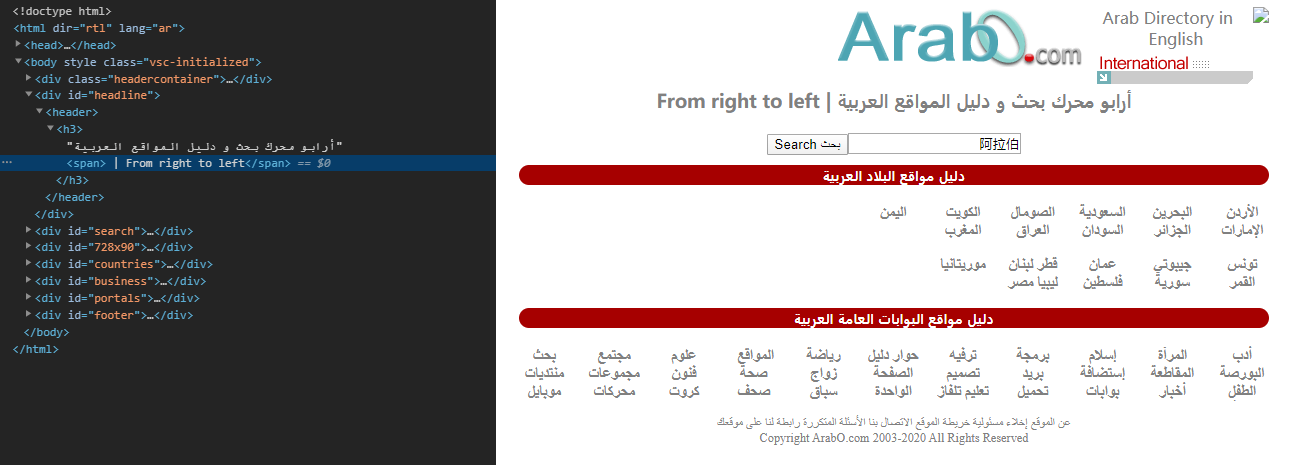 <!doctype html>
<html dir="rtl" lang="ar">
<head>…</head>
<body style class="vsc-initialized">
<div class="headercontainer">…</div>
<div id="headline">
<header>
<h3>
"أرابو محرك بحث و دليل المواقع العربية"
<span> | From right to left</span> == $0
</h3>
</header>
</div>
<div id="search">…</div>
<div id="728x90">…</div>
<div id="countries">…</div>
<div id="business">…</div>
<div id="portals">…</div>
<div id="footer">…</div>
</body>
</html>
ArabO.com
Arab Directory in
English
International
أرابو محرك بحث و دليل المواقع العربية | From right to left
阿拉伯
بحث Search
دليل مواقع البلاد العربية
الأردن البحرين السعودية الصومال الكويت اليمن
الإمارات الجزائر السودان العراق المغرب
تونس جيبوتي عمان قطر لبنان موريتانيا
القمر سورية فلسطين ليبيا مصر
دليل مواقع البوابات العامة العربية
أدب المرأة إسلام برمجة ترفيه حوار دليل رياضة المواقع علوم مجتمع بحث
البورصة المقاطعة إستضافة بريد تصميم الصفحة زواج صحة فنون مجموعات منتديات
الطفل أخبار بوابات تحميل تعليم تلفاز الواحدة سباق صحف كروت محركات موبايل
عن الموقع إخلاء مسئولية خريطة الموقع الاتصال بنا الأسئلة المتكررة رابطة لنا على موقعك
Copyright ArabO.com 2003-2020 All Rights Reserved